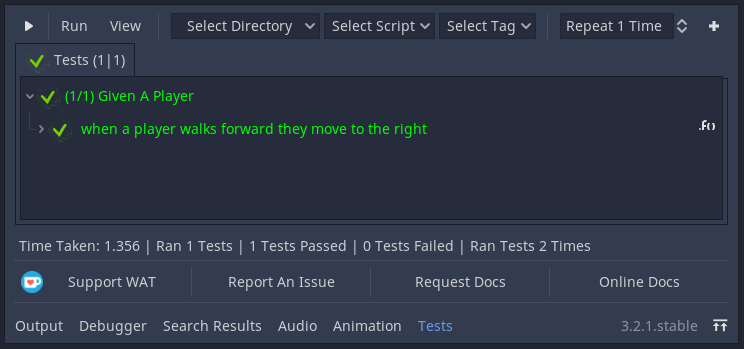 Run View Select Directory Select Script Select Tag Repeat 1 Time
Tests (1|1)
(1/1) Given A Player
when a player walks forward they move to the right
Time Taken: 1.356 | Ran 1 Tests | 1 Tests Passed | 0 Tests Failed | Ran Tests 2 Times
Support WAT Report An Issue Request Docs Online Docs
Output Debugger Search Results Audio Animation Tests 3.2.1.stable